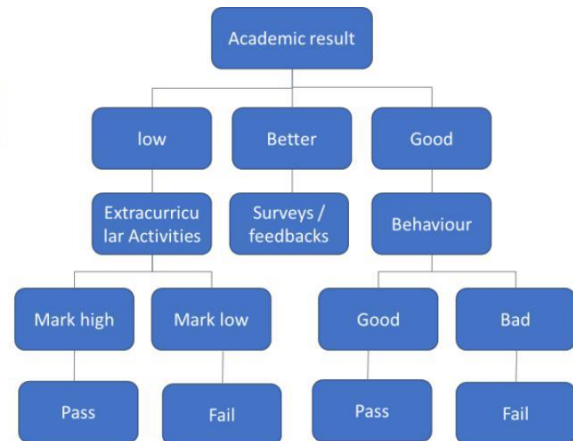 Academic result
low
Better
Good
Extracurricu
lar Activities
Surveys /
feedbacks
Behaviour
Mark high
Mark low
Good
Bad
Pass
Fail
Pass
Fail